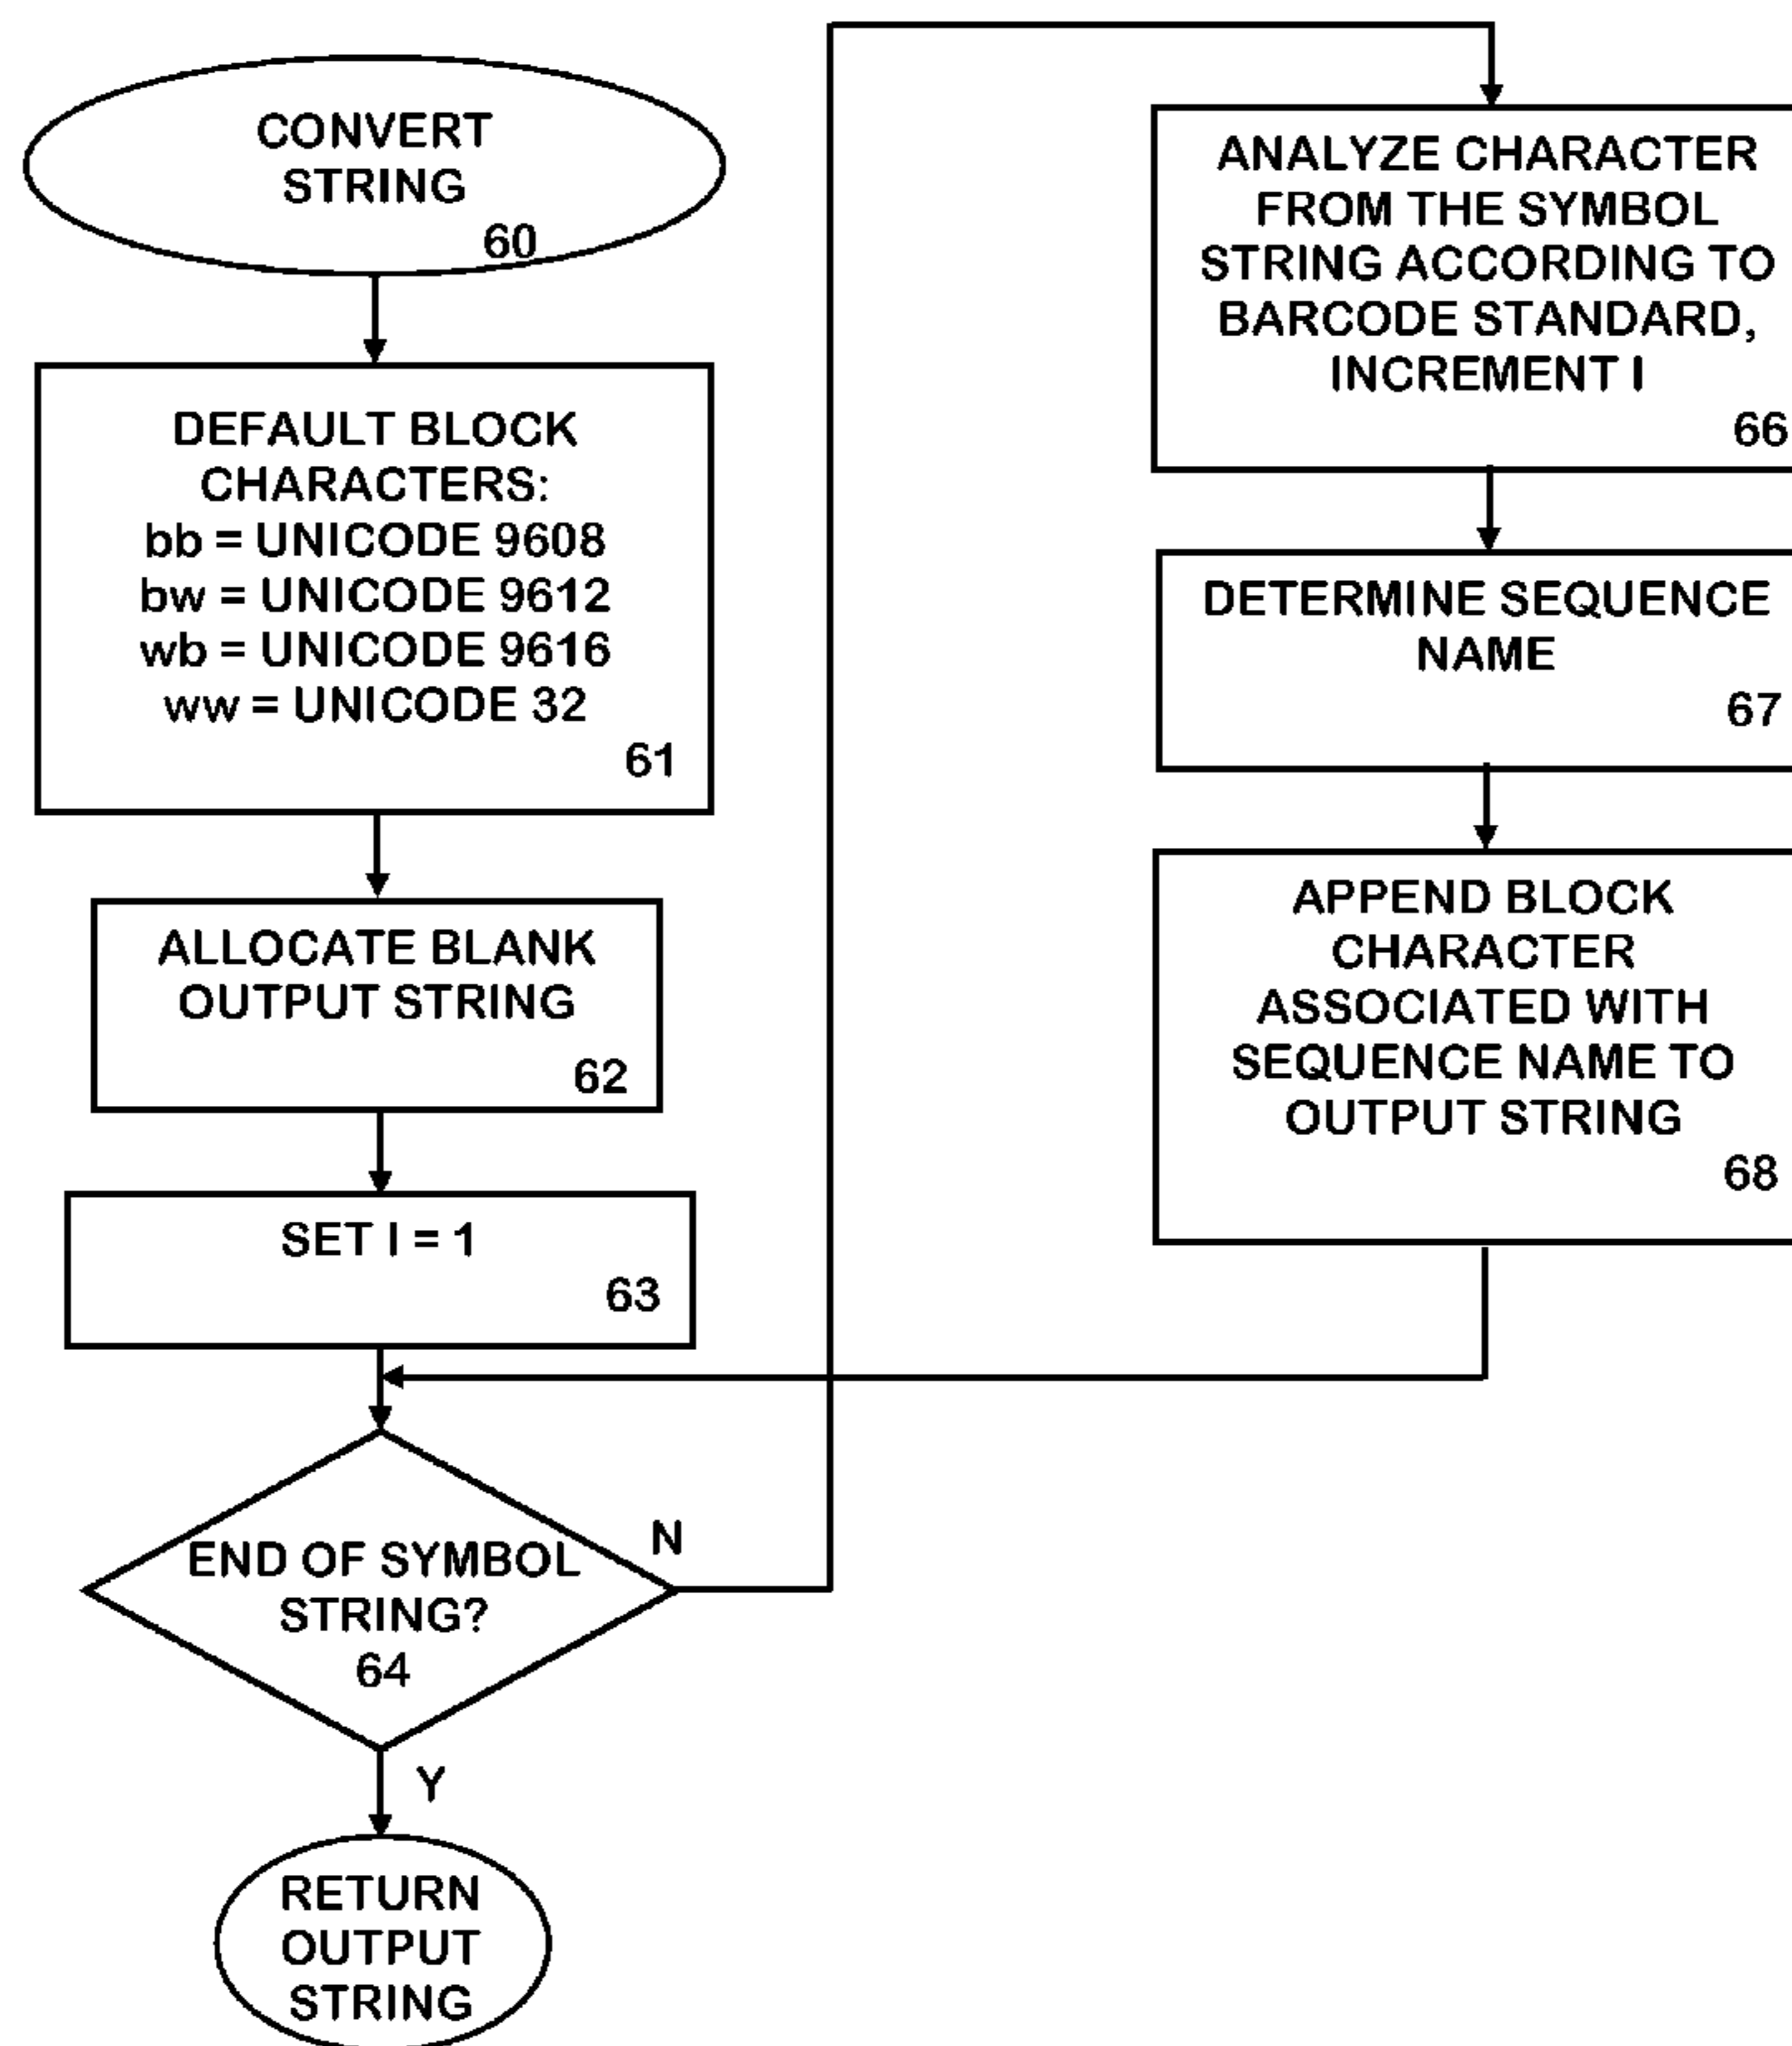 CONVERT
STRING
60
DEFAULT BLOCK
CHARACTERS:
bb = UNICODE 9608
bw = UNICODE 9612
wb = UNICODE 9616
ww = UNICODE 32
61
ALLOCATE BLANK
OUTPUT STRING
62
SET I = 1
63
END OF SYMBOL
STRING?
64
N
Y
RETURN
OUTPUT
STRING
ANALYZE CHARACTER
FROM THE SYMBOL
STRING ACCORDING TO
BARCODE STANDARD,
INCREMENT I
66
DETERMINE SEQUENCE
NAME
67
APPEND BLOCK
CHARACTER
ASSOCIATED WITH
SEQUENCE NAME TO
OUTPUT STRING
68